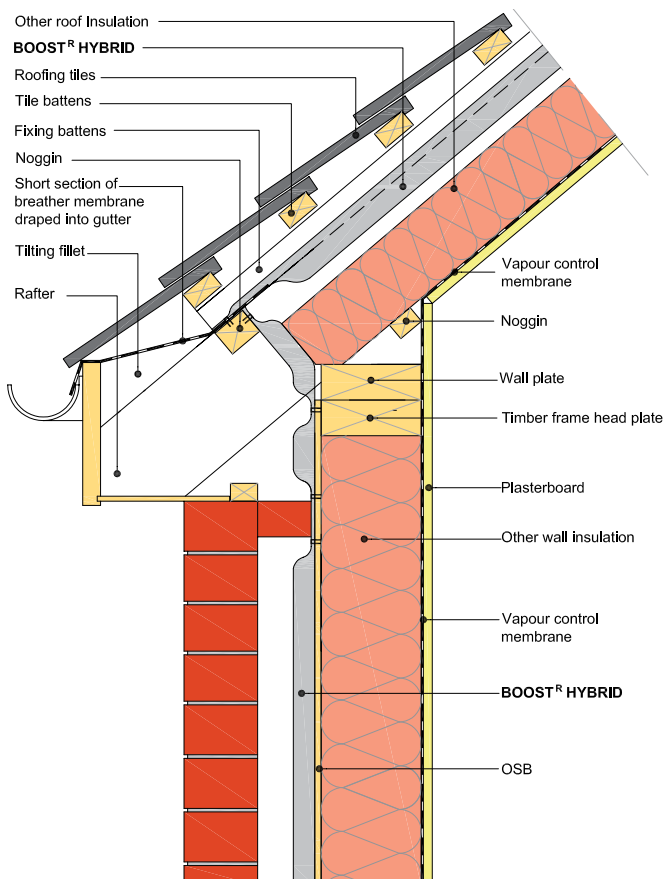 Other roof Insulation
BOOSTᴿ HYBRID
Roofing tiles
Tile battens
Fixing battens
Noggin
Short section of
breather membrane
draped into gutter
Tilting fillet
Rafter
Vapour control
membrane
Noggin
Wall plate
Timber frame head plate
Plasterboard
Other wall insulation
Vapour control
membrane
BOOSTᴿ HYBRID
OSB